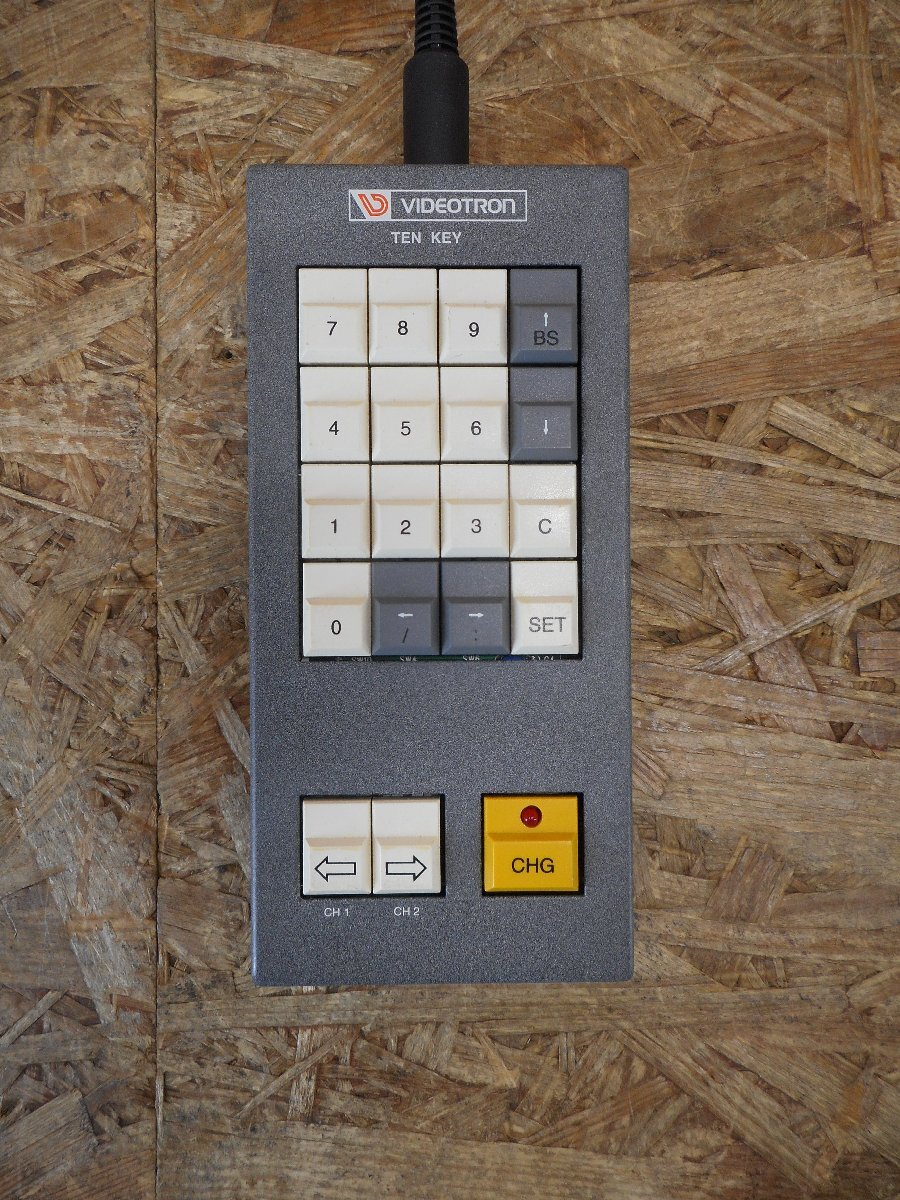 VIDEOTRON
TEN KEY
7 8 9 ↑ BS
4 5 6 ↓
1 2 3 C
0 ← / → : SET
CHG
CH 1 CH 2